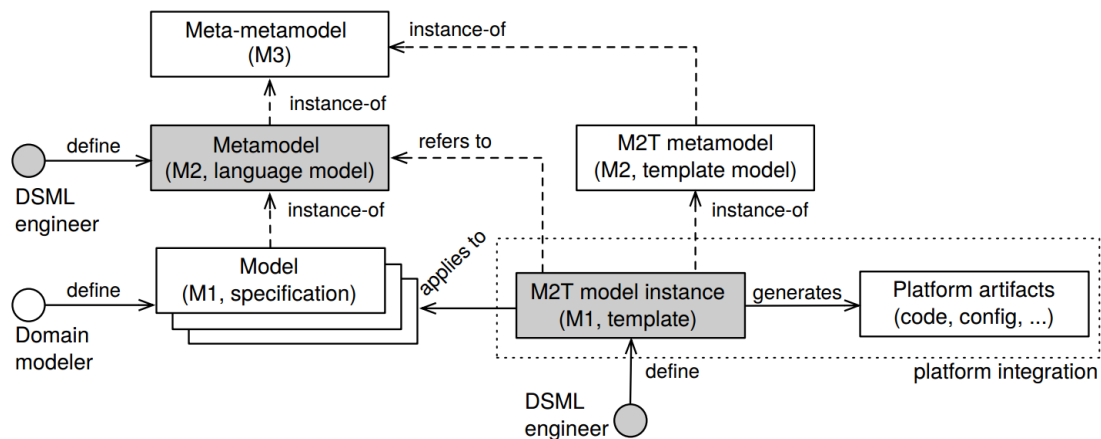 Meta-metamodel
(M3)
instance-of
instance-of
define
Metamodel
(M2, language model)
refers to
M2T metamodel
(M2, template model)
DSML
engineer
instance-of
instance-of
define
Model
(M1, specification)
applies to
M2T model instance
(M1, template)
generates
Platform artifacts
(code, config, ...)
Domain
modeler
define
platform integration
DSML
engineer